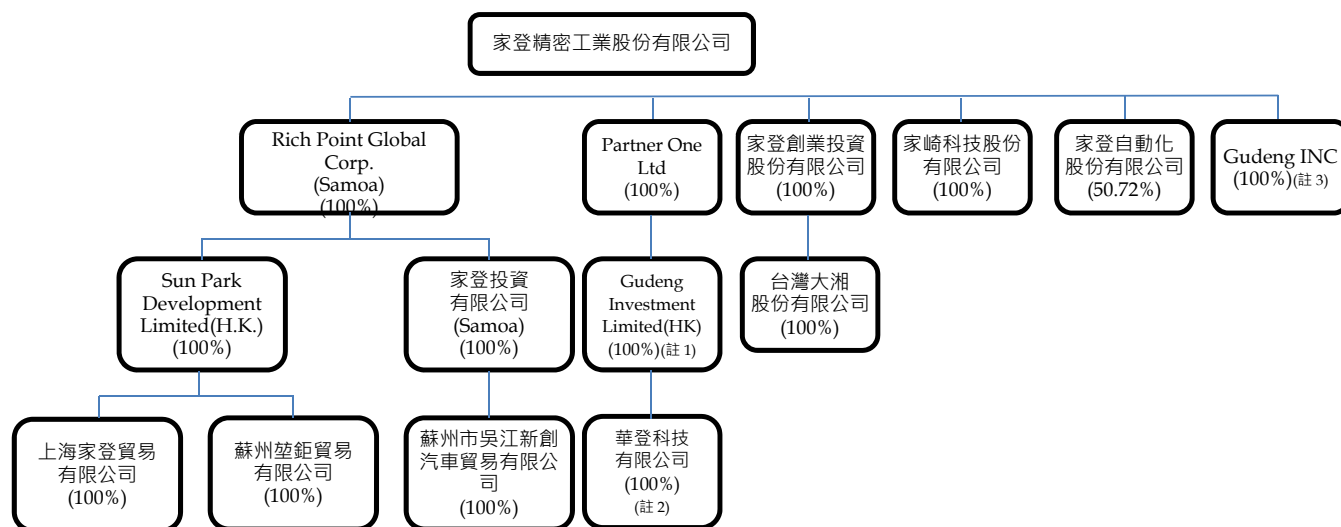 家登精密工業股份有限公司
Rich Point Global
Corp.
(Samoa)
(100%)
Partner One
Ltd
(100%)
家登創業投資
股份有限公司
(100%)
家崎科技股份
有限公司
(100%)
家登自動化
股份有限公司
(50.72%)
Gudeng INC
(100%)(註 3)
Sun Park
Development
Limited(H.K.)
(100%)
家登投資
有限公司
(Samoa)
(100%)
Gudeng
Investment
Limited(HK)
(100%)(註 1)
台灣大湘
股份有限公司
(100%)
上海家登貿易
有限公司
(100%)
蘇州堃鉅貿易
有限公司
(100%)
蘇州市吳江新創
汽車貿易有限公
司
(100%)
華登科技
有限公司
(100%)
(註 2)